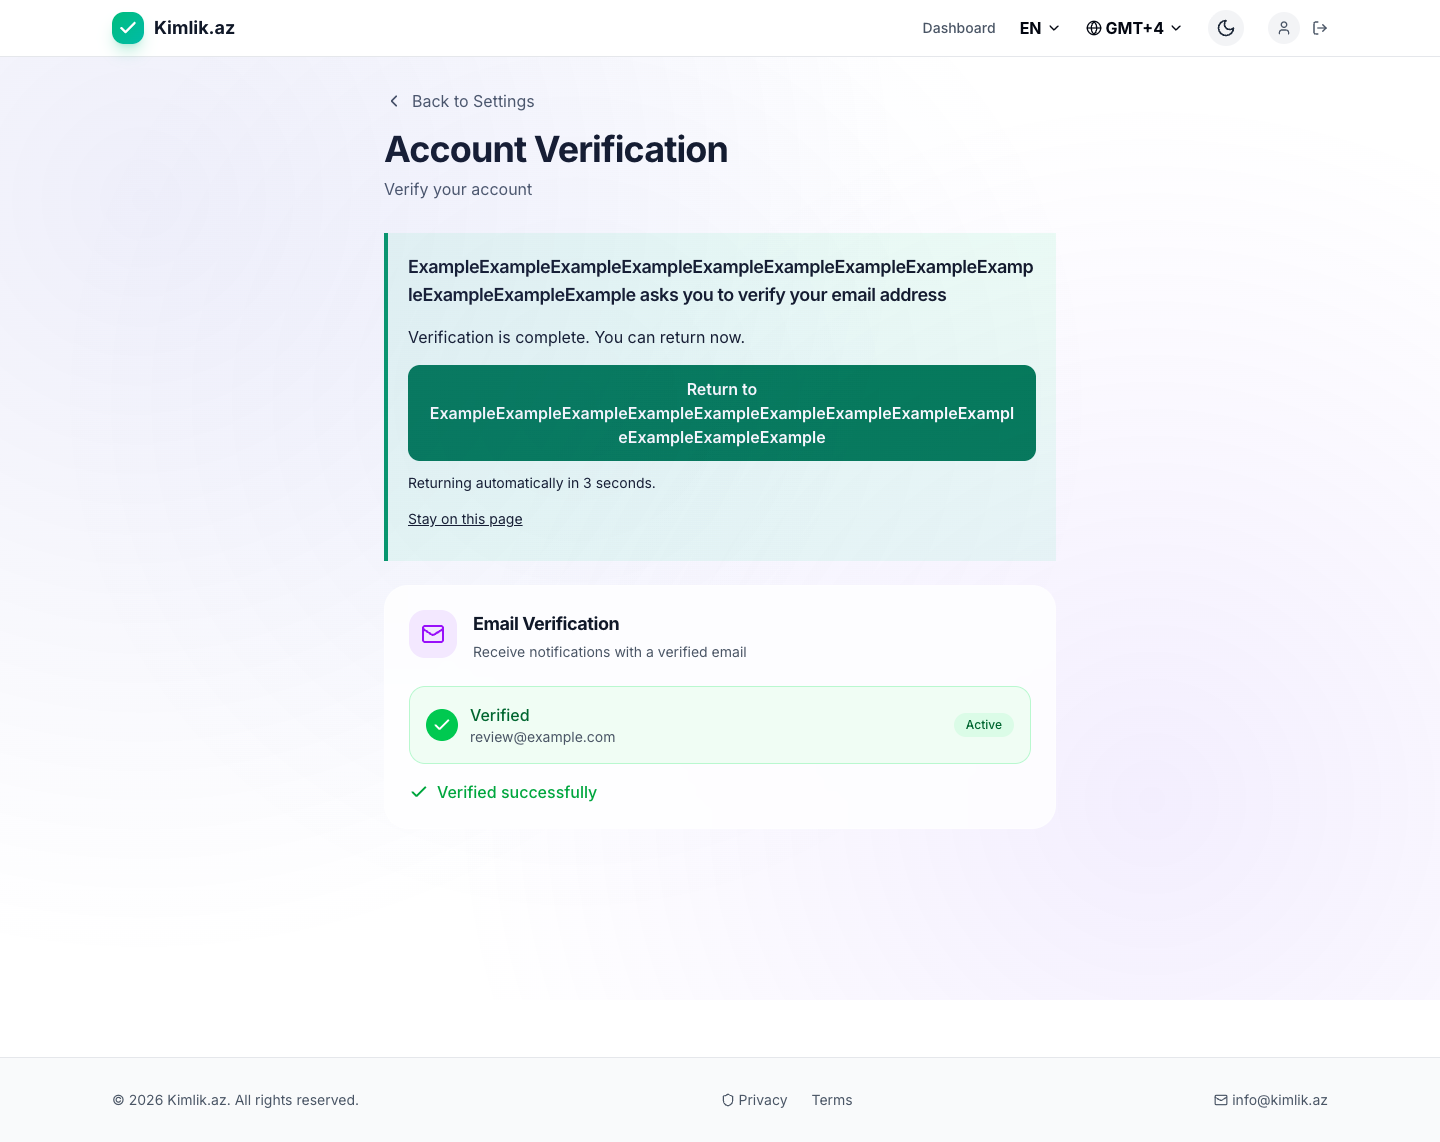 Kimlik.az
Dashboard
EN
GMT+4
Back to Settings
Account Verification
Verify your account
ExampleExampleExampleExampleExampleExampleExampleExampleExamp
leExampleExampleExample asks you to verify your email address
Verification is complete. You can return now.
Return to
ExampleExampleExampleExampleExampleExampleExampleExampleExampl
eExampleExampleExample
Returning automatically in 3 seconds.
Stay on this page
Email Verification
Receive notifications with a verified email
Verified
review@example.com
Active
Verified successfully
© 2026 Kimlik.az. All rights reserved.
Privacy
Terms
info@kimlik.az